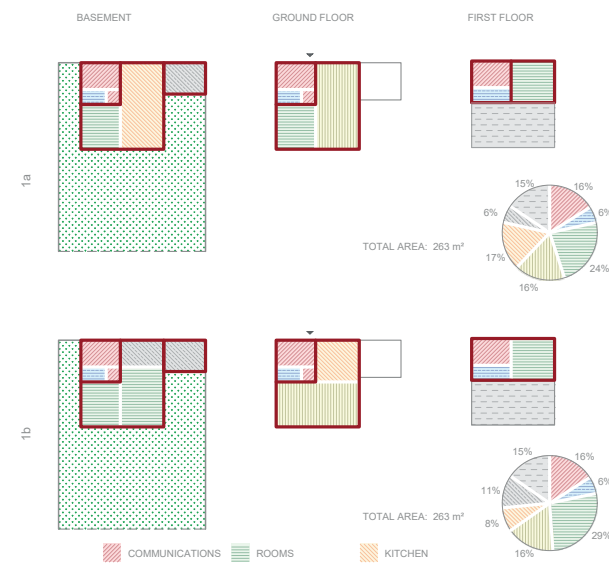 BASEMENT GROUND FLOOR FIRST FLOOR
1a
15% 16%
6% 6%
TOTAL AREA: 263 m²
17% 24%
16%
1b
15% 16%
11% 6%
TOTAL AREA: 263 m²
8% 29%
16%
COMMUNICATIONS ROOMS KITCHEN